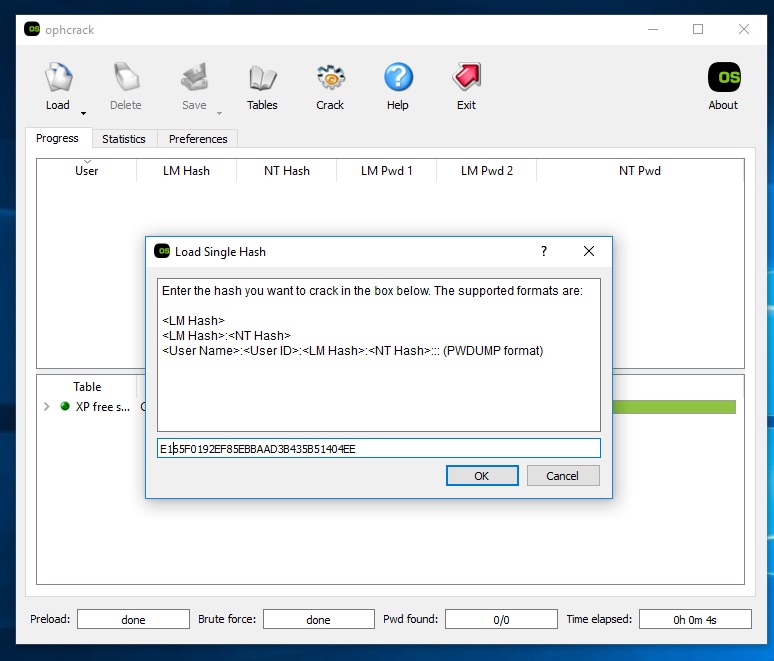 OS ophcrack
Load Delete Save Tables Crack Help Exit OS About
Progress Statistics Preferences
User LM Hash NT Hash LM Pwd 1 LM Pwd 2 NT Pwd
OS Load Single Hash ?
Enter the hash you want to crack in the box below. The supported formats are:
<LM Hash>
<LM Hash>:<NT Hash>
<User Name>:<User ID>:<LM Hash>:<NT Hash>::: (PWDUMP format)
Table
XP free s...
E165F0192EF85EBBAAD3B435B51404EE
OK Cancel
Preload: done Brute force: done Pwd found: 0/0 Time elapsed: 0h 0m 4s